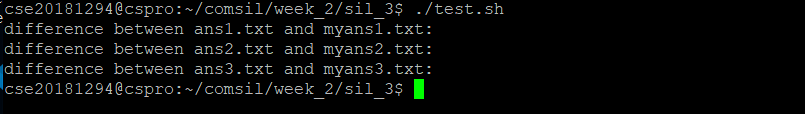 cse20181294@cspro:~/comsil/week_2/sil_3$ ./test.sh
difference between ans1.txt and myans1.txt:
difference between ans2.txt and myans2.txt:
difference between ans3.txt and myans3.txt:
cse20181294@cspro:~/comsil/week_2/sil_3$